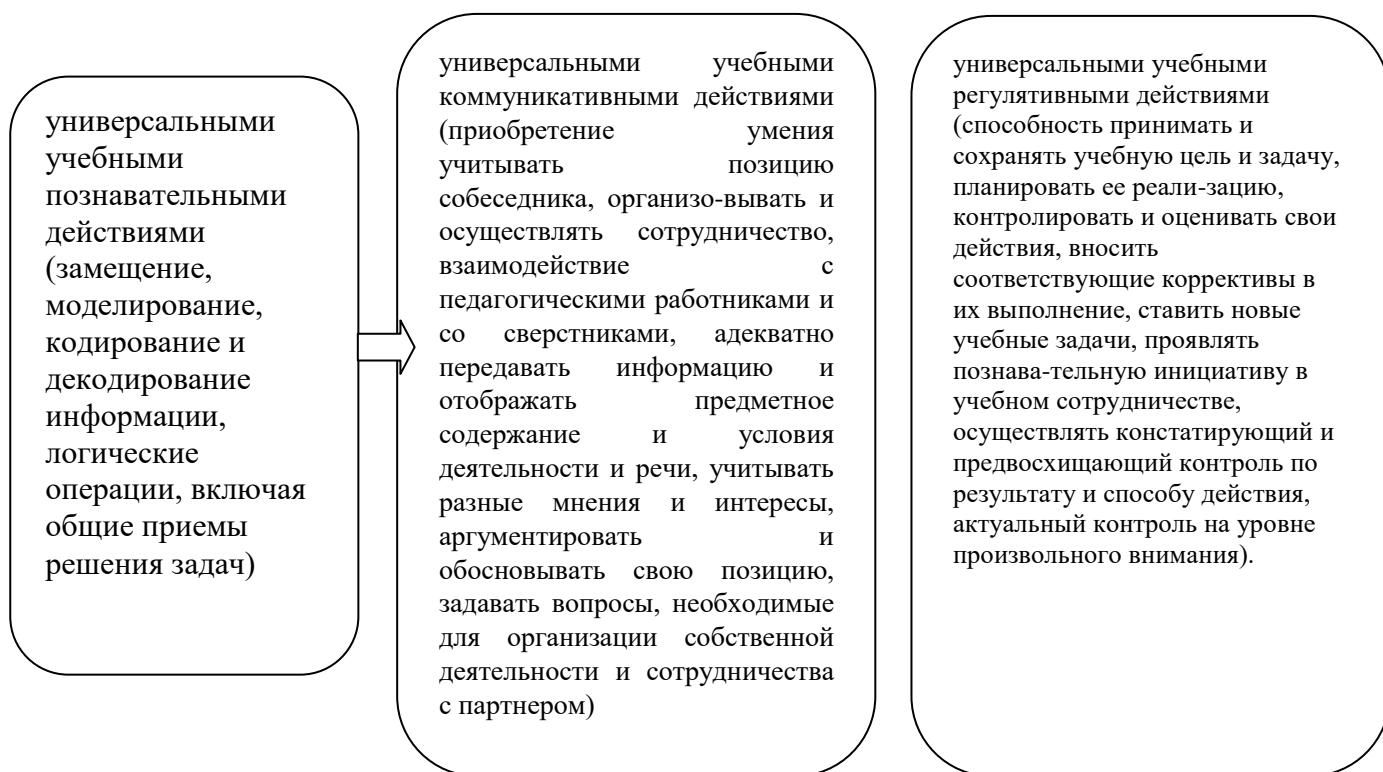 универсальными
учебными
познавательными
действиями
(замещение,
моделирование,
кодирование и
декодирование
информации,
логические
операции, включая
общие приемы
решения задач)
универсальными учебными
коммуникативными действиями
(приобретение умения
учитывать позицию
собеседника, организо-вывать и
осуществлять сотрудничество,
взаимодействие с
педагогическими работниками и
со сверстниками, адекватно
передавать информацию и
отображать предметное
содержание и условия
деятельности и речи, учитывать
разные мнения и интересы,
аргументировать и
обосновывать свою позицию,
задавать вопросы, необходимые
для организации собственной
деятельности и сотрудничества
с партнером)
универсальными учебными
регулятивными действиями
(способность принимать и
сохранять учебную цель и задачу,
планировать ее реали-зацию,
контролировать и оценивать свои
действия, вносить
соответствующие коррективы в
их выполнение, ставить новые
учебные задачи, проявлять
познава-тельную инициативу в
учебном сотрудничестве,
осуществлять констатирующий и
предвосхищающий контроль по
результату и способу действия,
актуальный контроль на уровне
произвольного внимания).